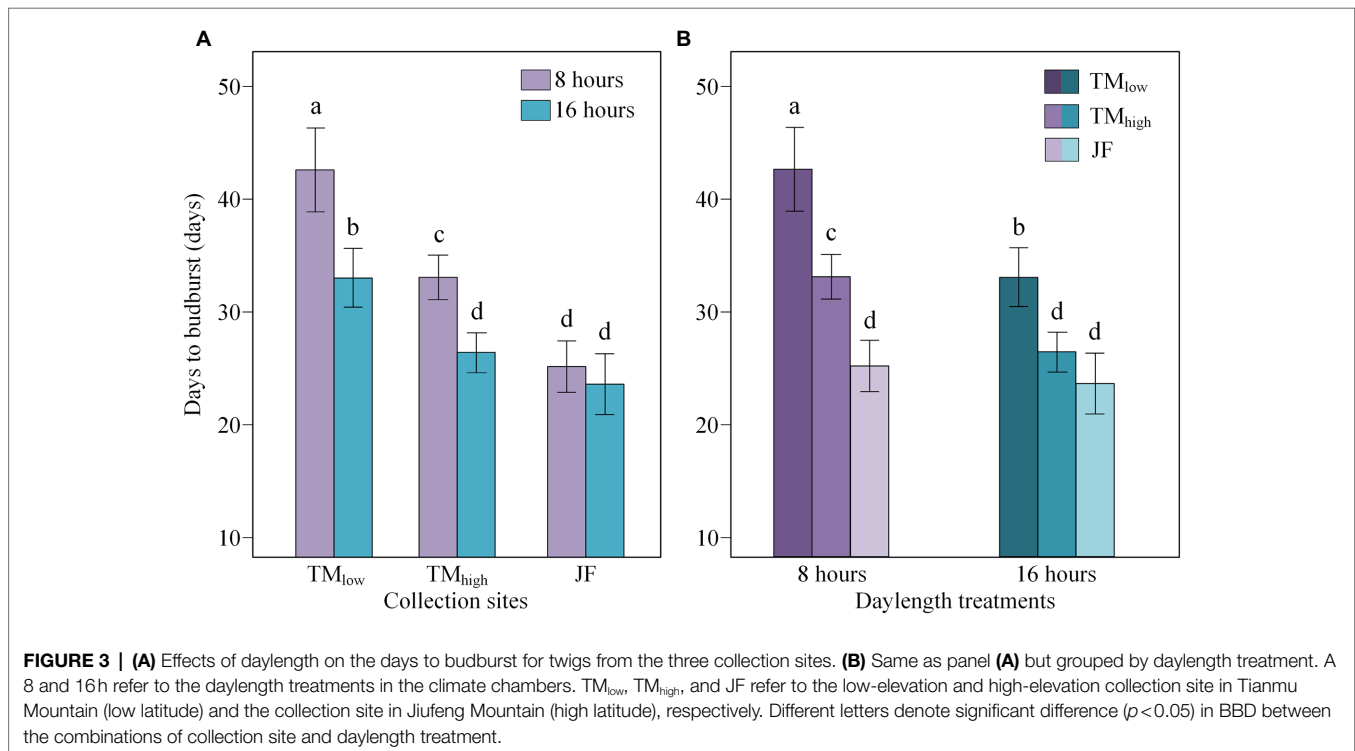 A
B
50
40
30
20
10
Days to budburst (days)
8 hours
16 hours
a
b
c
d
d
d
TMlow
TMhigh
JF
Collection sites
50
40
30
20
10
TMlow
TMhigh
JF
a
c
d
b
d
d
8 hours
16 hours
Daylength treatments
FIGURE 3 | (A) Effects of daylength on the days to budburst for twigs from the three collection sites. (B) Same as panel (A) but grouped by daylength treatment. A
8 and 16 h refer to the daylength treatments in the climate chambers. TMlow, TMhigh, and JF refer to the low-elevation and high-elevation collection site in Tianmu
Mountain (low latitude) and the collection site in Jiufeng Mountain (high latitude), respectively. Different letters denote significant difference (p < 0.05) in BBD between
the combinations of collection site and daylength treatment.